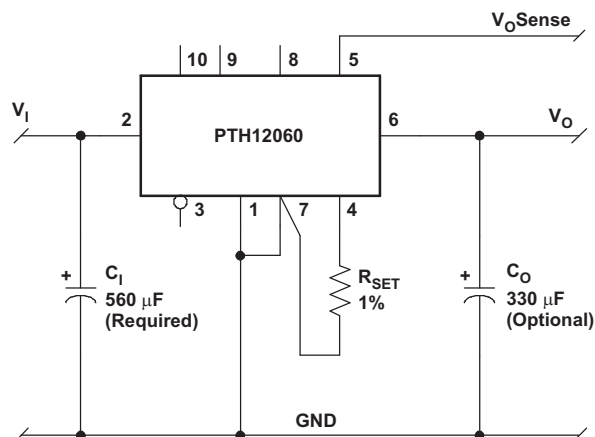 V_OSense
10
9
8
5
V_I
2
PTH12060
6
V_O
3
1
7
4
+
C_I
560 μF
(Required)
R_SET
1%
+
C_O
330 μF
(Optional)
GND